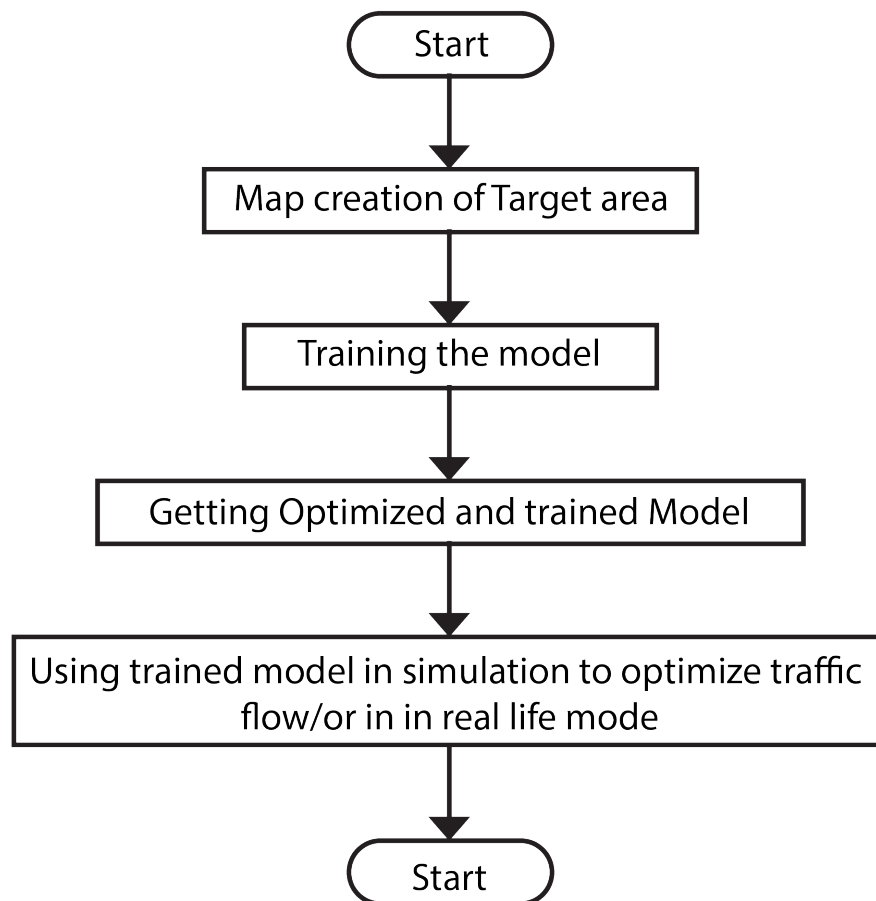 Start
Map creation of Target area
Training the model
Getting Optimized and trained Model
Using trained model in simulation to optimize traffic
flow/or in in real life mode
Start